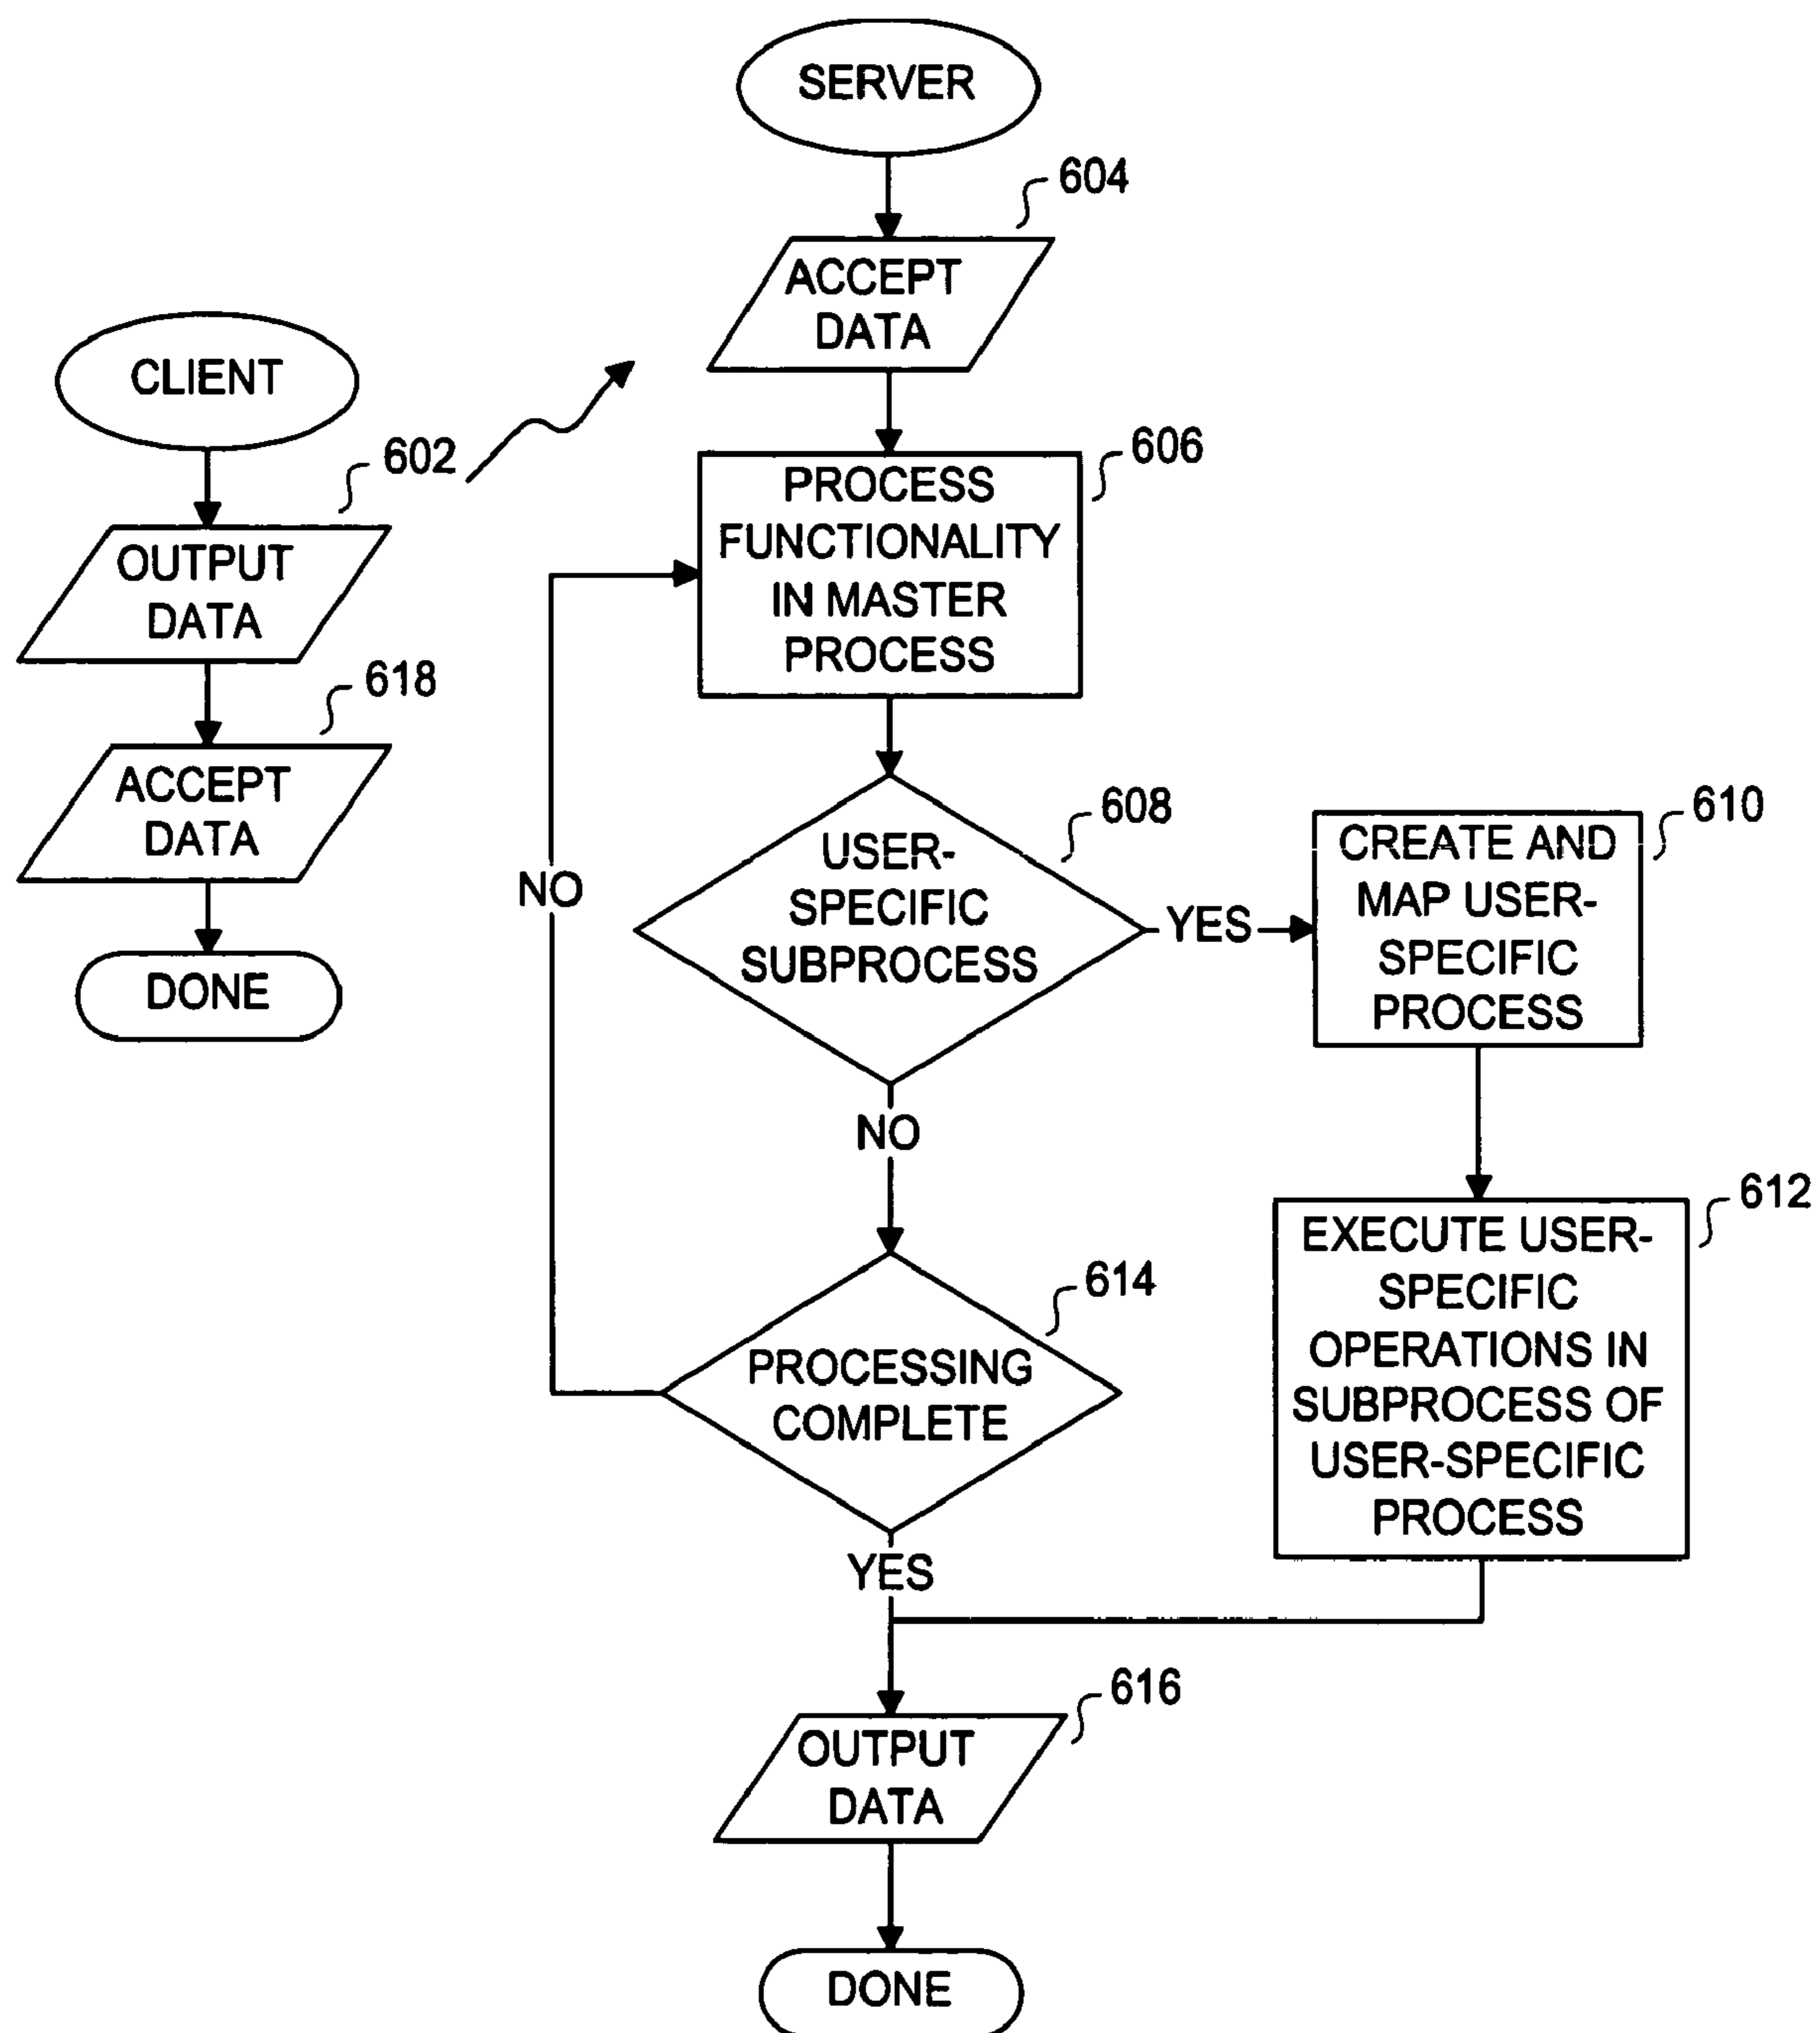 CLIENT
602
OUTPUT
DATA
618
ACCEPT
DATA
DONE
SERVER
604
ACCEPT
DATA
606
PROCESS
FUNCTIONALITY
IN MASTER
PROCESS
608
USER-
SPECIFIC
SUBPROCESS
YES
610
CREATE AND
MAP USER-
SPECIFIC
PROCESS
612
EXECUTE USER-
SPECIFIC
OPERATIONS IN
SUBPROCESS OF
USER-SPECIFIC
PROCESS
NO
614
PROCESSING
COMPLETE
NO
YES
616
OUTPUT
DATA
DONE